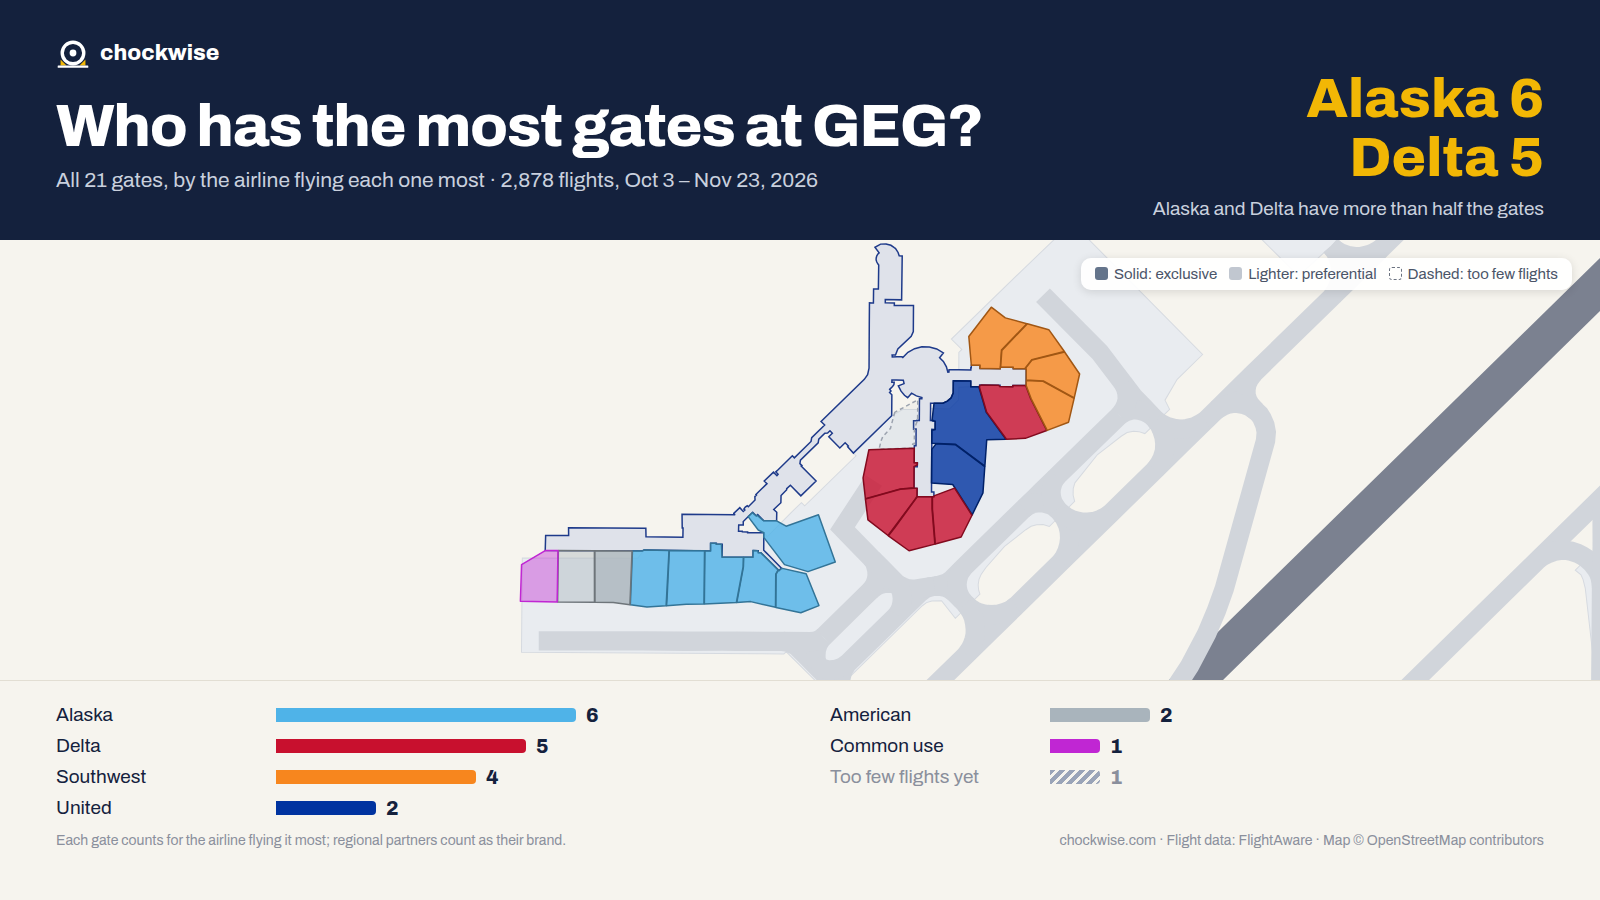 chockwise
Who has the most gates at GEG?
All 21 gates, by the airline flying each one most · 2,878 flights, Oct 3 – Nov 23, 2026
Alaska 6
Delta 5
Alaska and Delta have more than half the gates
Solid: exclusive
Lighter: preferential
Dashed: too few flights
Alaska 6
Delta 5
Southwest 4
United 2
American 2
Common use 1
Too few flights yet 1
Each gate counts for the airline flying it most; regional partners count as their brand.
chockwise.com · Flight data: FlightAware · Map © OpenStreetMap contributors